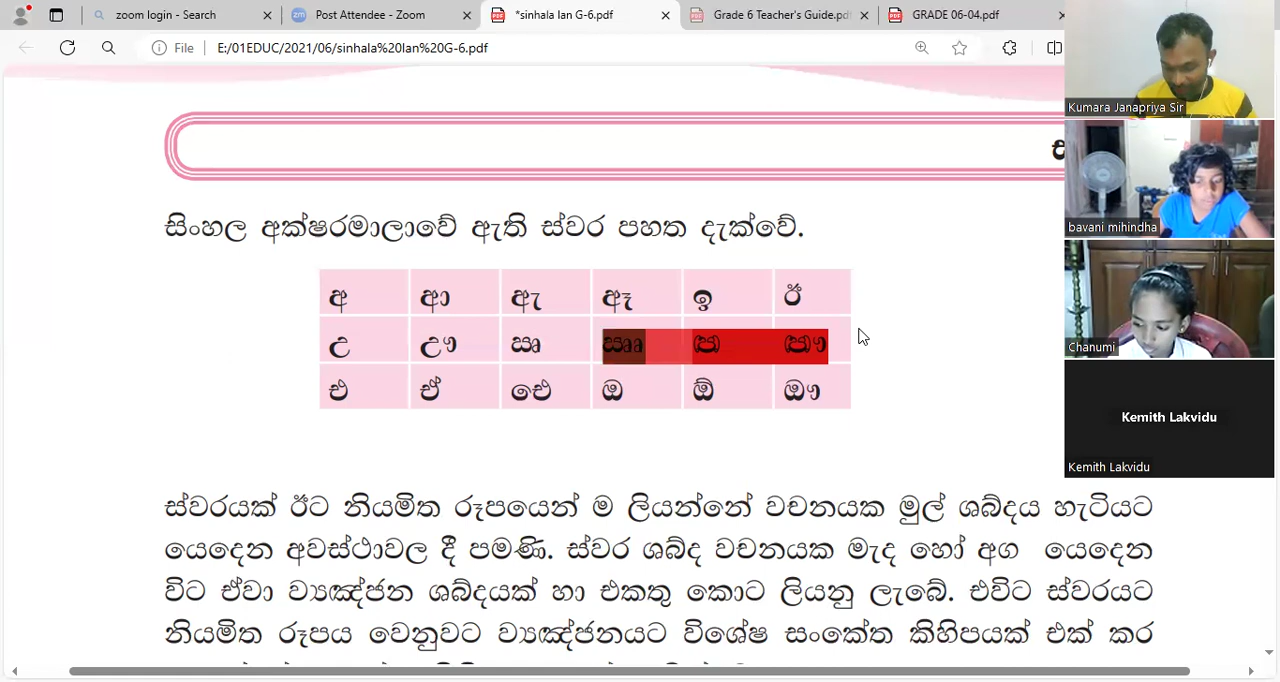 zoom login - Search
Post Attendee - Zoom
*sinhala lan G-6.pdf
Grade 6 Teacher's Guide.pdf
GRADE 06-04.pdf
File E:/01EDUC/2021/06/sinhala%20lan%20G-6.pdf
Kumara Janapriya Sir
bavani mihindha
Chanumi
Kemith Lakvidu
Kemith Lakvidu
සිංහල අක්ෂරමාලාවේ ඇති ස්වර පහත දැක්වේ.
අ ආ ඇ ඈ ඉ ඊ
උ ඌ ඍ ඎ ඏ ඐ
එ ඒ ඓ ඔ ඕ ඖ
ස්වරයක් ඊට නියමිත රූපයෙන් ම ලියන්නේ වචනයක මුල් ශබ්දය හැටියට
යෙදෙන අවස්ථාවල දී පමණි. ස්වර ශබ්ද වචනයක මැද හෝ අග යෙදෙන
විට ඒවා ව්‍යඤ්ජන ශබ්දයක් හා එකතු කොට ලියනු ලැබේ. එවිට ස්වරයට
නියමිත රූපය වෙනුවට ව්‍යඤ්ජනයට විශේෂ සංකේත කිහිපයක් එක් කර